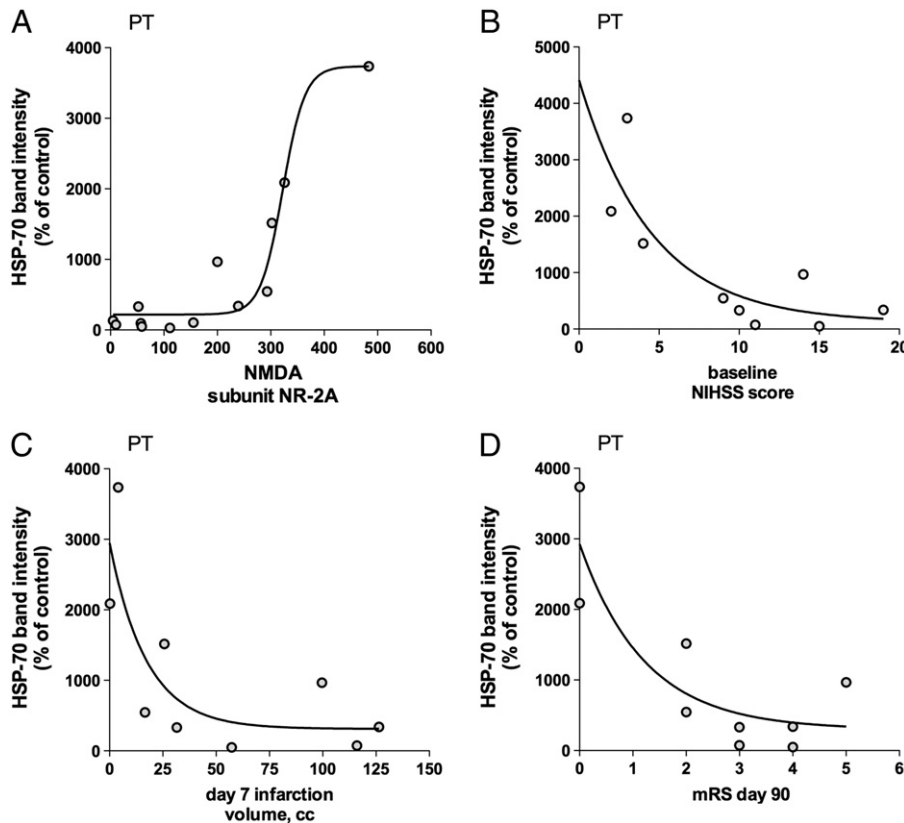 A
PT
HSP-70 band intensity
(% of control)
4000
3000
2000
1000
0
0 100 200 300 400 500 600
NMDA
subunit NR-2A
B
PT
HSP-70 band intensity
(% of control)
5000
4000
3000
2000
1000
0
0 5 10 15 20
baseline
NIHSS score
C
PT
HSP-70 band intensity
(% of control)
4000
3000
2000
1000
0
0 25 50 75 100 125 150
day 7 infarction
volume, cc
D
PT
HSP-70 band intensity
(% of control)
4000
3000
2000
1000
0
0 1 2 3 4 5 6
mRS day 90